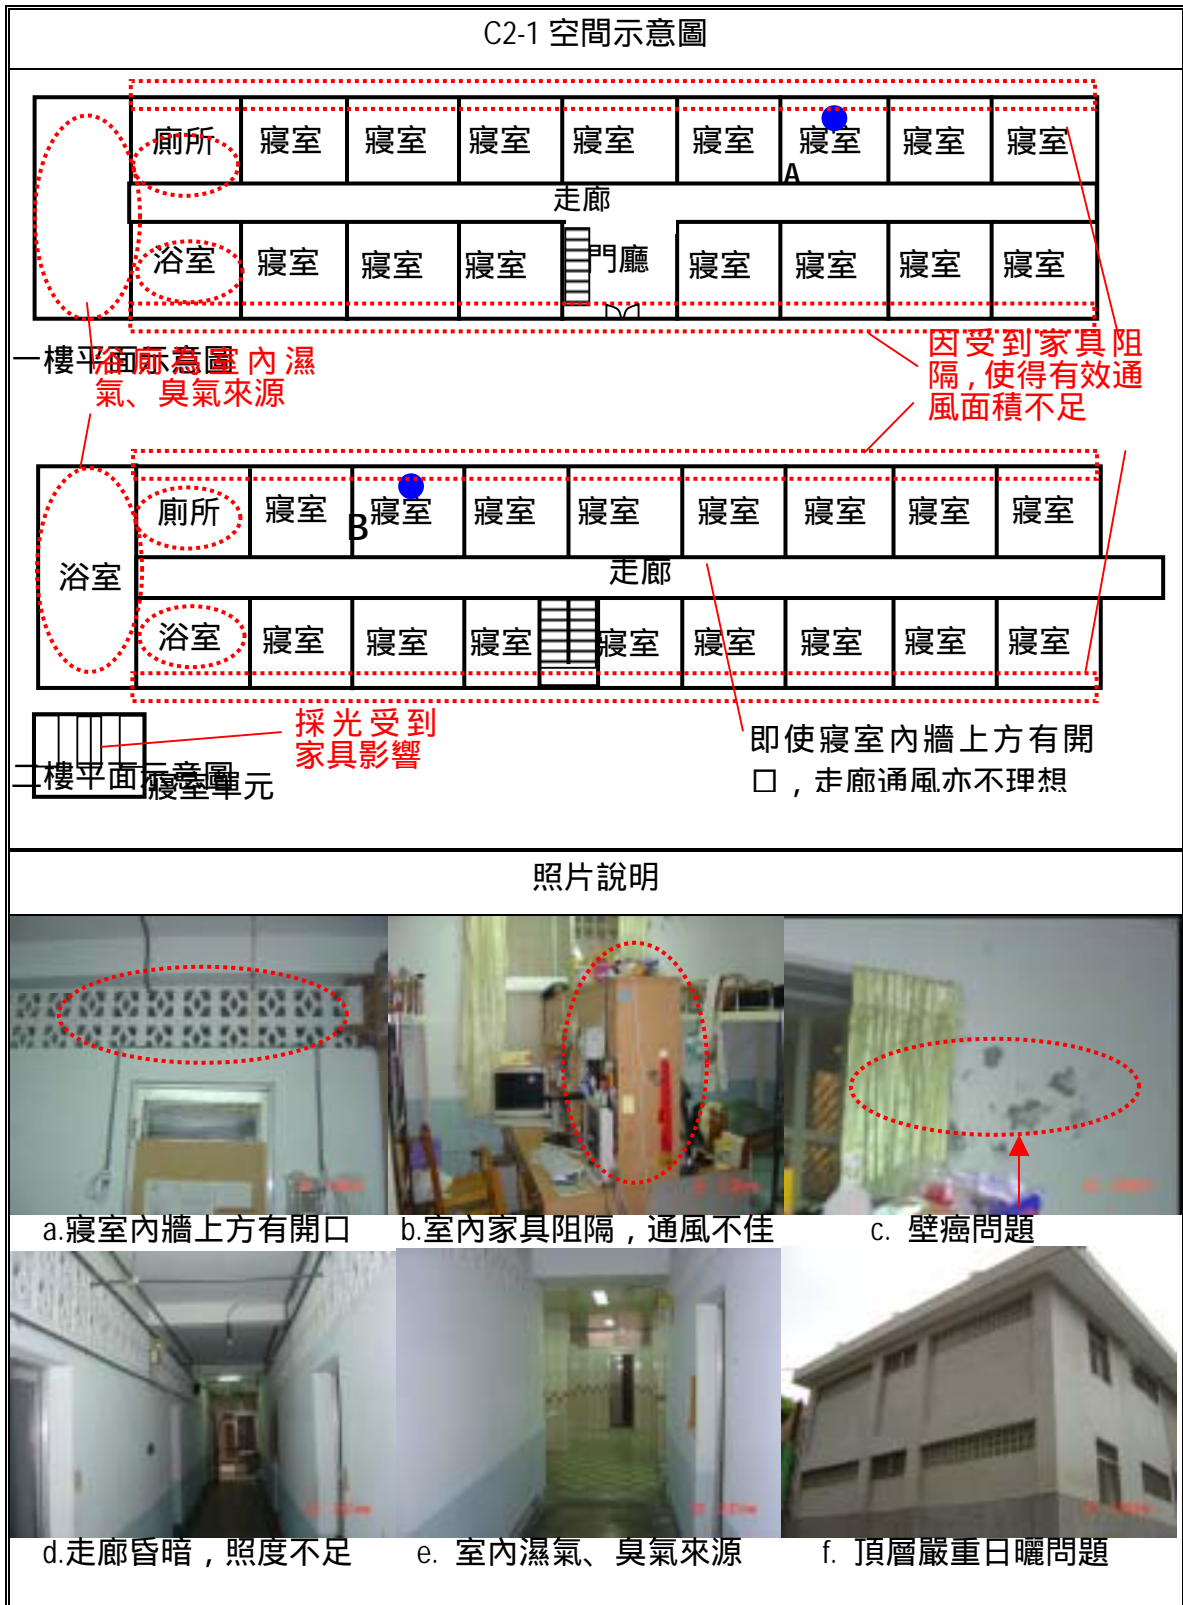 C2-1 空間示意圖
廁所 寢室 寢室 寢室 寢室 寢室 寢室 寢室 寢室
A
走廊
浴室 寢室 寢室 寢室 門廳 寢室 寢室 寢室 寢室
一樓平面示意圖
浴廁為室內濕
氣、臭氣來源
因受到家具阻
隔，使得有效通
風面積不足
廁所 寢室 寢室 寢室 寢室 寢室 寢室 寢室 寢室
B
浴室
走廊
浴室 寢室 寢室 寢室 寢室 寢室 寢室 寢室 寢室
採光受到
家具影響
二樓平面示意圖
寢室單元
即使寢室內牆上方有開
口，走廊通風亦不理想
照片說明
a.寢室內牆上方有開口
b.室內家具阻隔，通風不佳
c. 壁癌問題
d.走廊昏暗，照度不足
e. 室內濕氣、臭氣來源
f. 頂層嚴重日曬問題